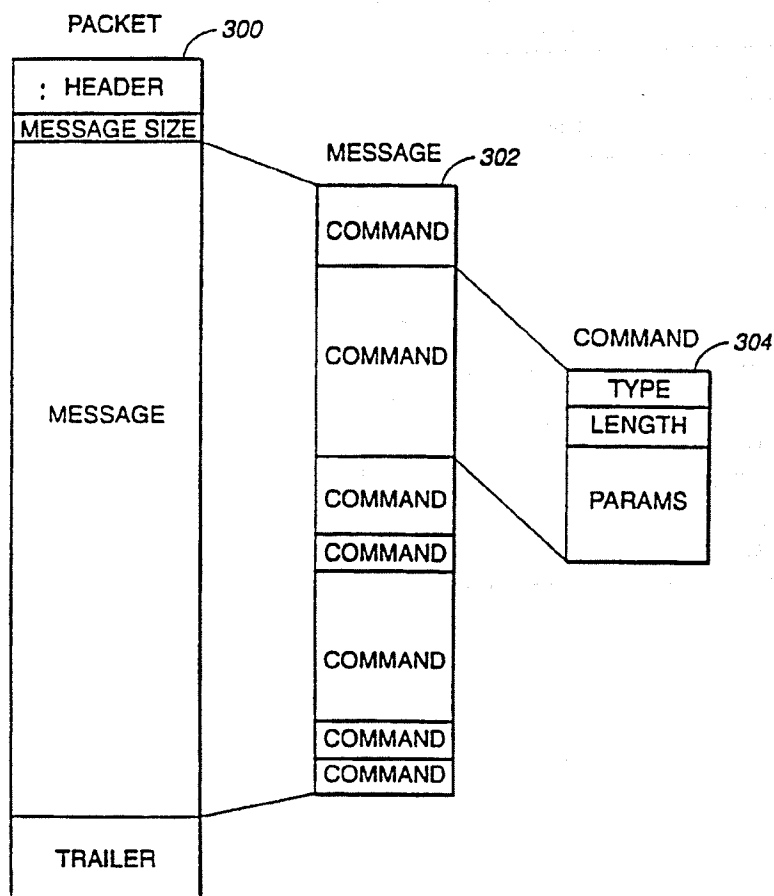 PACKET
300
: HEADER
MESSAGE SIZE
MESSAGE
TRAILER
MESSAGE
302
COMMAND
COMMAND
COMMAND
COMMAND
COMMAND
COMMAND
COMMAND
COMMAND
304
TYPE
LENGTH
PARAMS